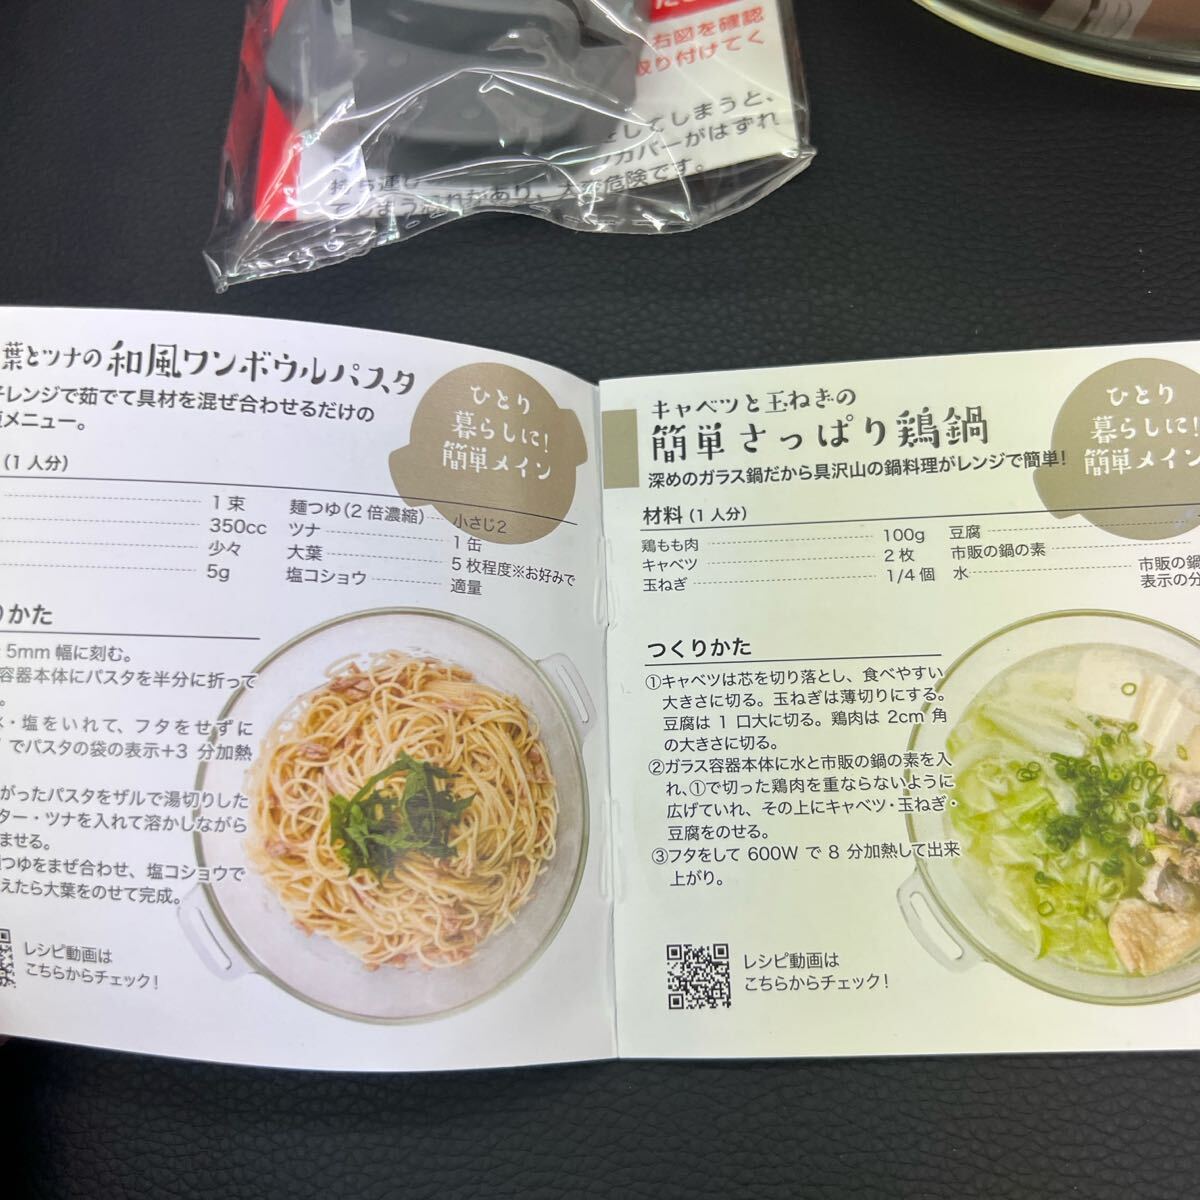 右図を確認
取り付けてく
をしてしまうと、
カバーがはずれ
持ち運
てしまう恐れがあり、大変危険です。
葉とツナの 和風ワンボウルパスタ
レンジで茹でて具材を混ぜ合わせるだけの
メニュー。
ひとり
暮らしに!
簡単メイン
(1人分)
1束
350cc
少々
5g
麺つゆ(2倍濃縮) 小さじ2
ツナ 1缶
大葉 5枚程度※お好みで
塩コショウ 適量
りかた
5mm幅に刻む。
容器本体にパスタを半分に折って
・塩をいれて、フタをせずに
でパスタの袋の表示+3分加熱
がったパスタをザルで湯切りした
ター・ツナを入れて溶かしながら
ませる。
つゆをまぜ合わせ、塩コショウで
えたら大葉をのせて完成。
レシピ動画は
こちらからチェック!
キャベツと玉ねぎの
簡単さっぱり鶏鍋
深めのガラス鍋だから具沢山の鍋料理がレンジで簡単!
ひとり
暮らしに!
簡単メイン
材料(1人分)
鶏もも肉 100g
キャベツ 2枚
玉ねぎ 1/4個
豆腐
市販の鍋の素
水 市販の鍋
表示の分
つくりかた
①キャベツは芯を切り落とし、食べやすい
大きさに切る。玉ねぎは薄切りにする。
豆腐は1口大に切る。鶏肉は2cm角
の大きさに切る。
②ガラス容器本体に水と市販の鍋の素を入
れ、①で切った鶏肉を重ならないように
広げていれ、その上にキャベツ・玉ねぎ・
豆腐をのせる。
③フタをして600Wで8分加熱して出来
上がり。
レシピ動画は
こちらからチェック!